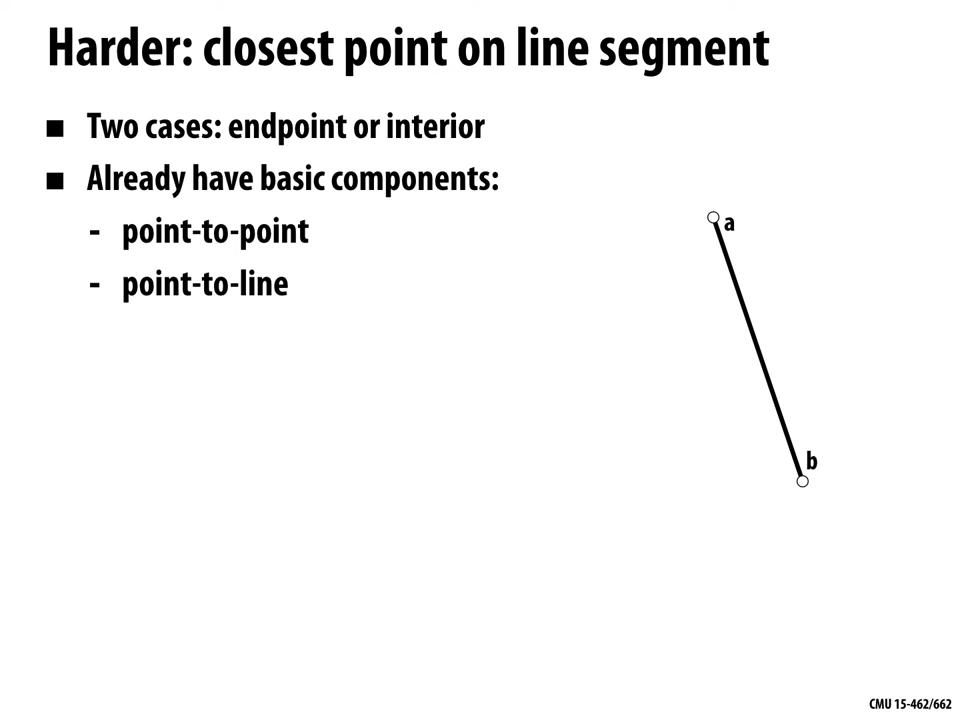 Harder: closest point on line segment
■ Two cases: endpoint or interior
■ Already have basic components:
- point-to-point
- point-to-line
a
b
CMU 15-462/662